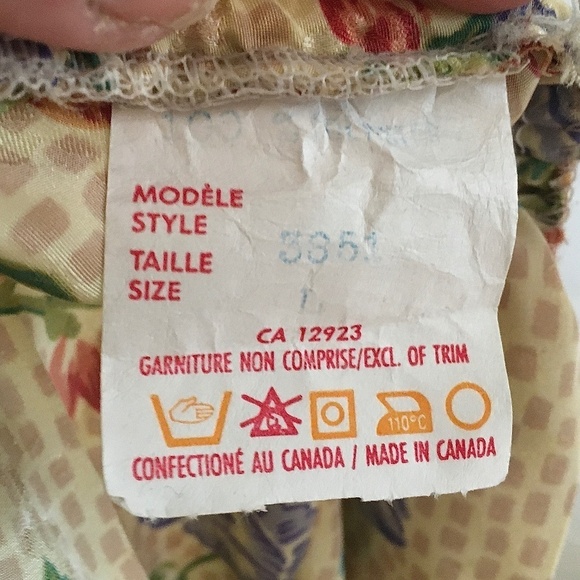 MODÈLE
STYLE 5351
TAILLE
SIZE 1
CA 12923
GARNITURE NON COMPRISE/EXCL. OF TRIM
110°C
CONFECTIONÉ AU CANADA / MADE IN CANADA